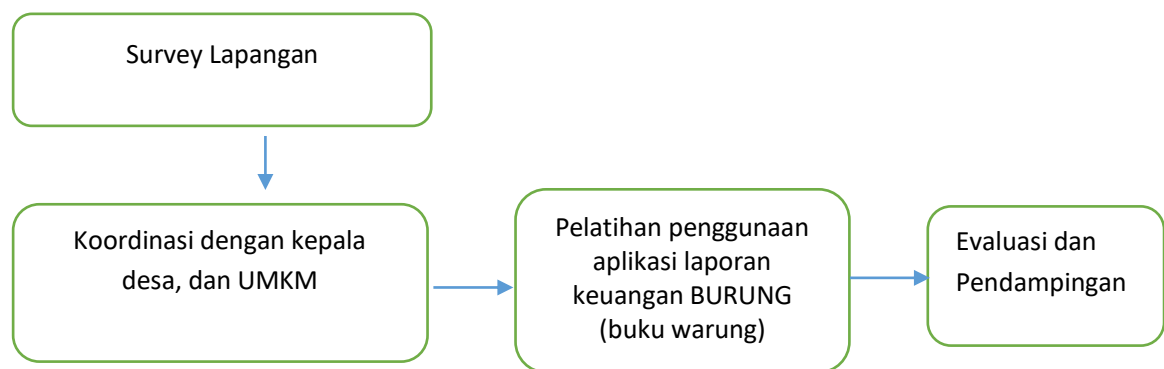 Survey Lapangan
Koordinasi dengan kepala
desa, dan UMKM
Pelatihan penggunaan
aplikasi laporan
keuangan BURUNG
(buku warung)
Evaluasi dan
Pendampingan